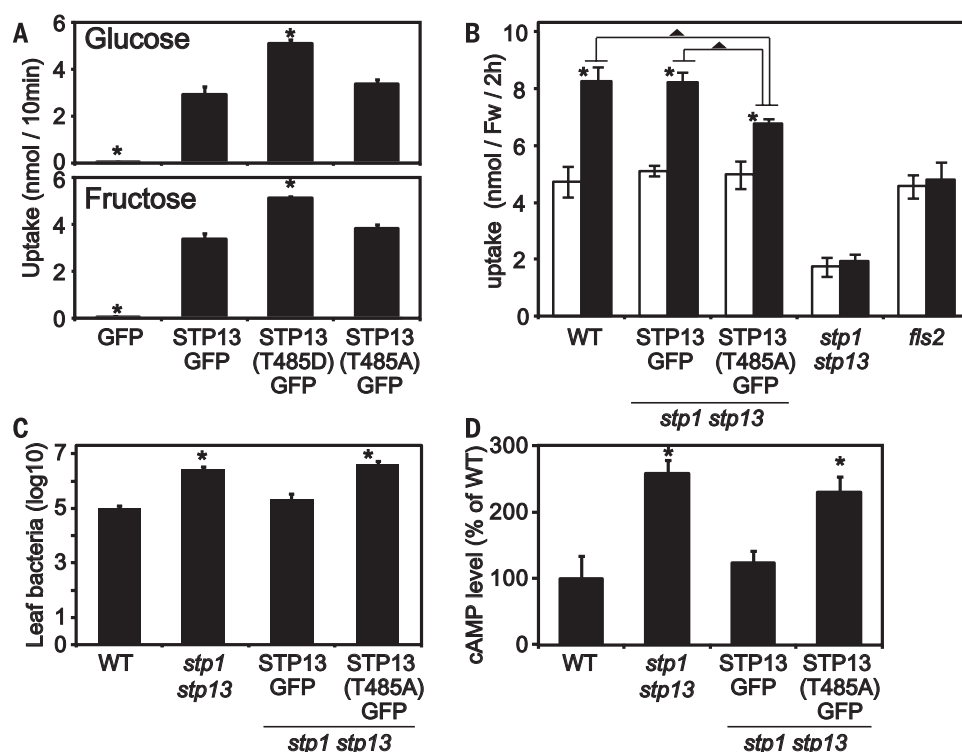 A
Glucose
6
4
2
0
*
*
Fructose
6
4
2
0
*
*
Uptake (nmol / 10min)
GFP STP13 STP13 STP13
GFP (T485D) (T485A)
GFP GFP
B
uptake (nmol / Fw / 2h)
10
8
6
4
2
0
* * *
WT STP13 STP13 stp1 fls2
GFP (T485A) stp13
GFP
stp1 stp13
C
Leaf bacteria (log10)
7
5
3
1
0
* *
WT stp1 STP13 STP13
stp13 GFP (T485A)
GFP
stp1 stp13
D
cAMP level (% of WT)
300
200
100
0
* *
WT stp1 STP13 STP13
stp13 GFP (T485A)
GFP
stp1 stp13